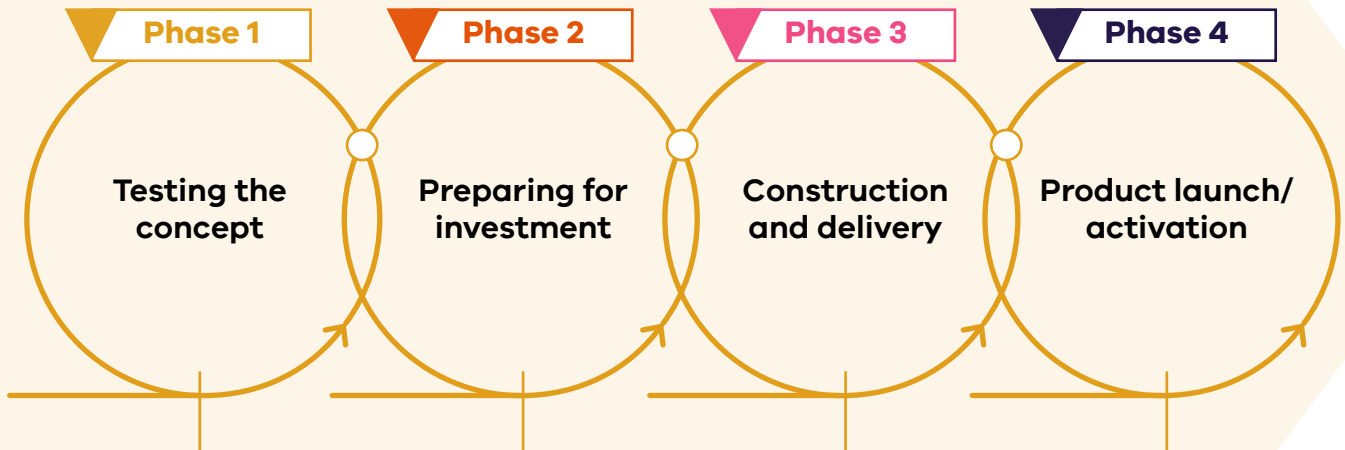 Phase 1
Phase 2
Phase 3
Phase 4
Testing the
concept
Preparing for
investment
Construction
and delivery
Product launch/
activation